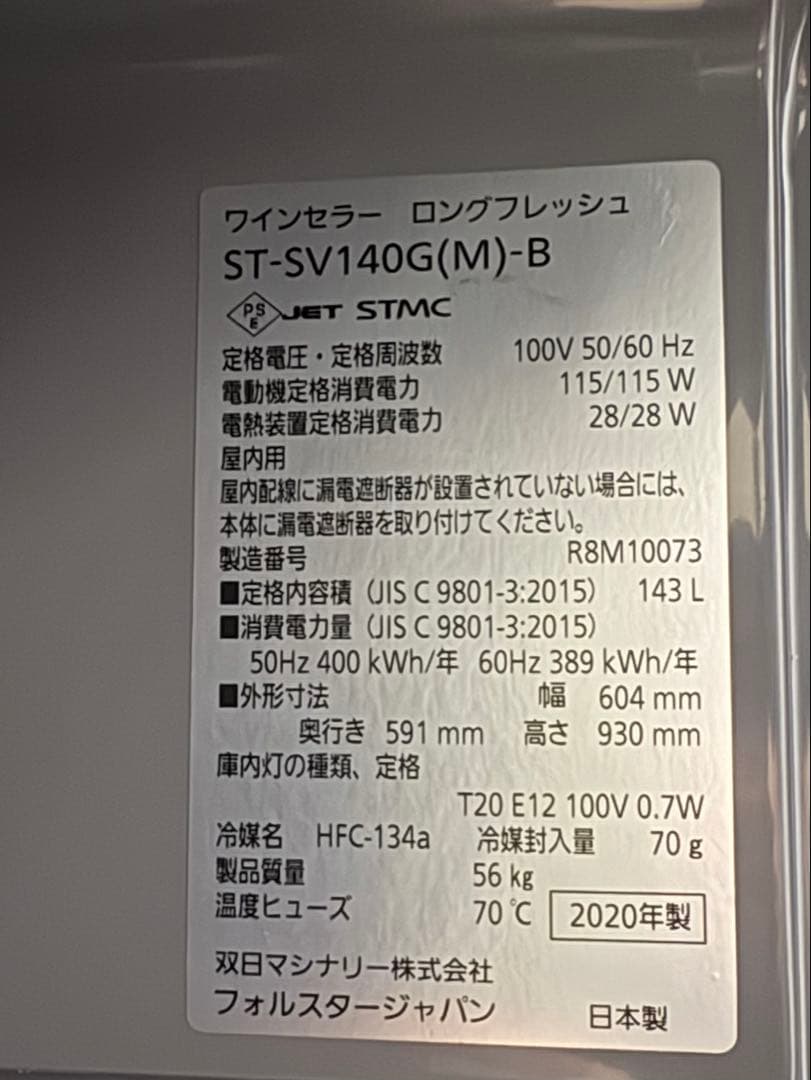 ワインセラー ロングフレッシュ
ST-SV140G(M)-B
PS E JET STMC
定格電圧・定格周波数 100V 50/60 Hz
電動機定格消費電力 115/115 W
電熱装置定格消費電力 28/28 W
屋内用
屋内配線に漏電遮断器が設置されていない場合には、
本体に漏電遮断器を取り付けてください。
製造番号 R8M10073
■定格内容積（JIS C 9801-3:2015） 143 L
■消費電力量（JIS C 9801-3:2015）
50Hz 400 kWh/年 60Hz 389 kWh/年
■外形寸法 幅 604 mm
奥行き 591 mm 高さ 930 mm
庫内灯の種類、定格
T20 E12 100V 0.7W
冷媒名 HFC-134a 冷媒封入量 70 g
製品質量 56 kg
温度ヒューズ 70 ℃ 2020年製
双日マシナリー株式会社
フォルスタージャパン 日本製